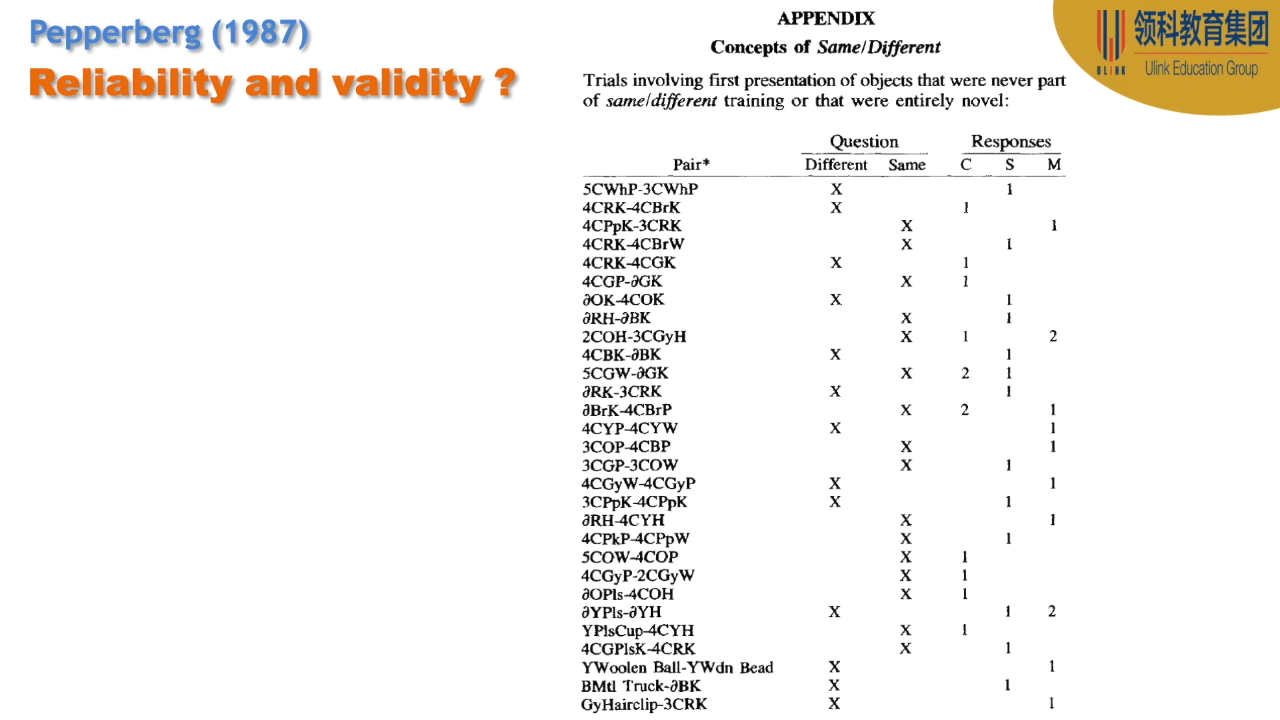 Pepperberg (1987)
Reliability and validity ?
领科教育集团
ULINK
Ulink Education Group
APPENDIX
Concepts of Same/Different
Trials involving first presentation of objects that were never part
of same/different training or that were entirely novel:
Question Responses
Pair* Different Same C S M
5CWhP-3CWhP X 1
4CRK-4CBrK X 1
4CPpK-3CRK X 1
4CRK-4CBrW X 1
4CRK-4CGK X 1
4CGP-∂GK X 1
∂OK-4COK X 1
∂RH-∂BK X 1
2COH-3CGyH X 1 2
4CBK-∂BK X 1
5CGW-∂GK X 2 1
∂RK-3CRK X 1
∂BrK-4CBrP X 2 1
4CYP-4CYW X 1
3COP-4CBP X 1
3CGP-3COW X 1
4CGyW-4CGyP X 1
3CPpK-4CPpK X 1
∂RH-4CYH X 1
4CPkP-4CPpW X 1
5COW-4COP X 1
4CGyP-2CGyW X 1
∂OPls-4COH X 1
∂YPls-∂YH X 1 2
YPlsCup-4CYH X 1
4CGPlsK-4CRK X 1
YWoolen Ball-YWdn Bead X 1
BMtl Truck-∂BK X 1
GyHairclip-3CRK X 1